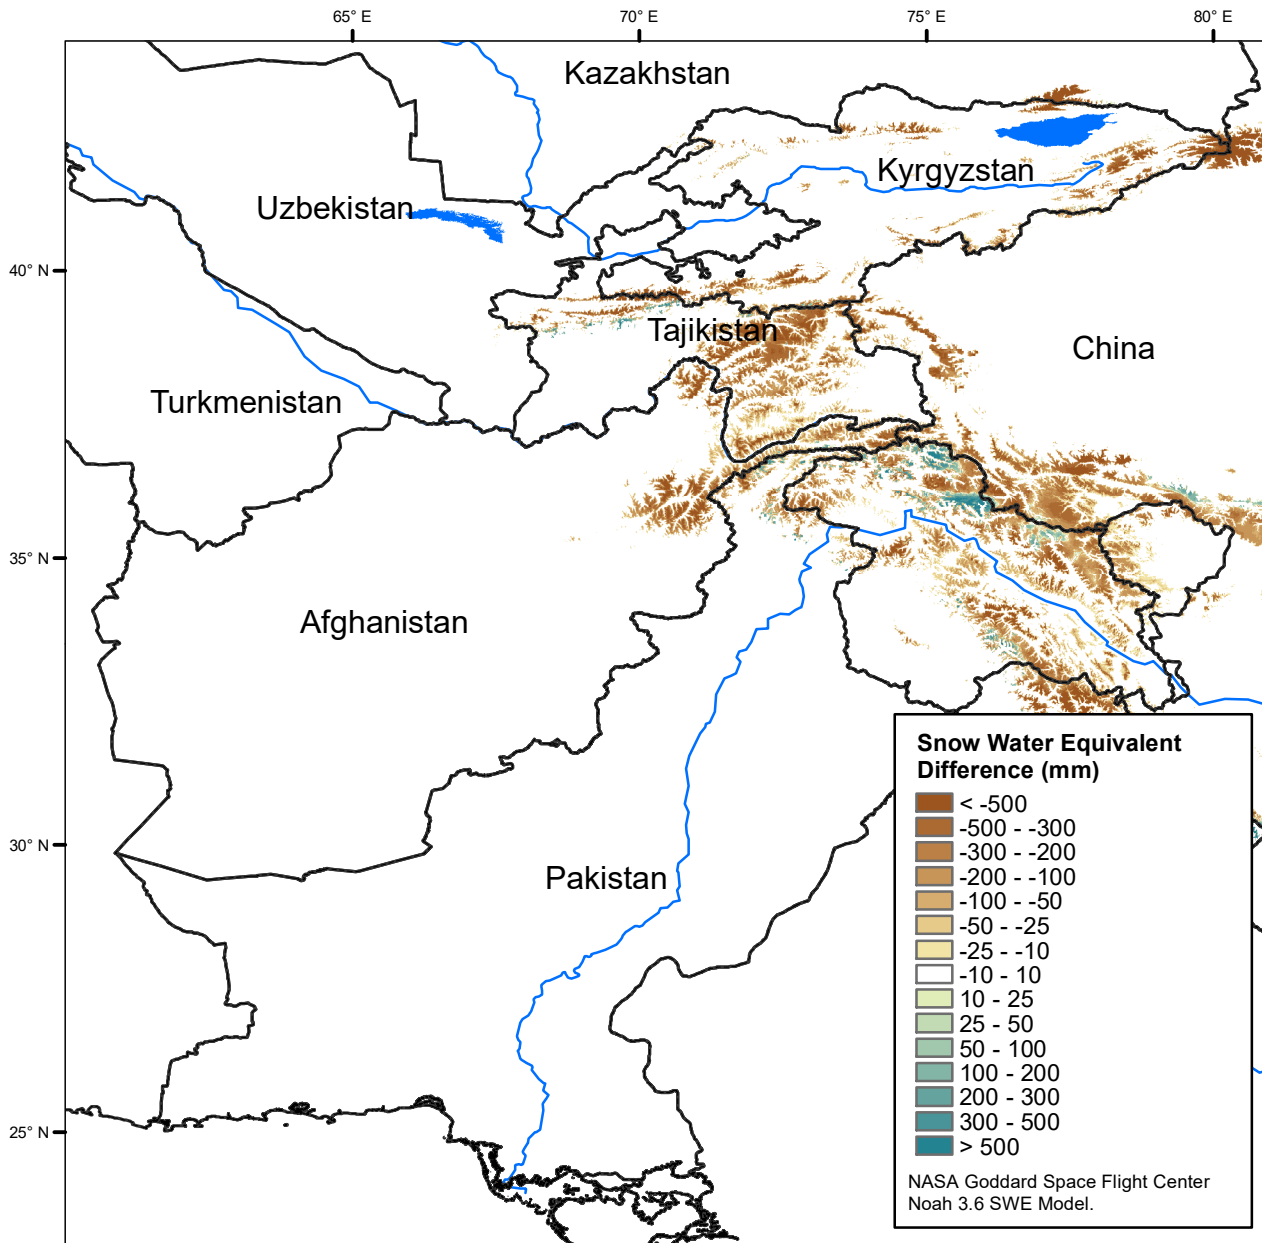 65° E
70° E
75° E
80° E
Kazakhstan
Kyrgyzstan
Uzbekistan
40° N
Tajikistan
China
Turkmenistan
35° N
Afghanistan
30° N
Pakistan
25° N
Snow Water Equivalent
Difference (mm)
< -500
-500 - -300
-300 - -200
-200 - -100
-100 - -50
-50 - -25
-25 - -10
-10 - 10
10 - 25
25 - 50
50 - 100
100 - 200
200 - 300
300 - 500
> 500
NASA Goddard Space Flight Center
Noah 3.6 SWE Model.